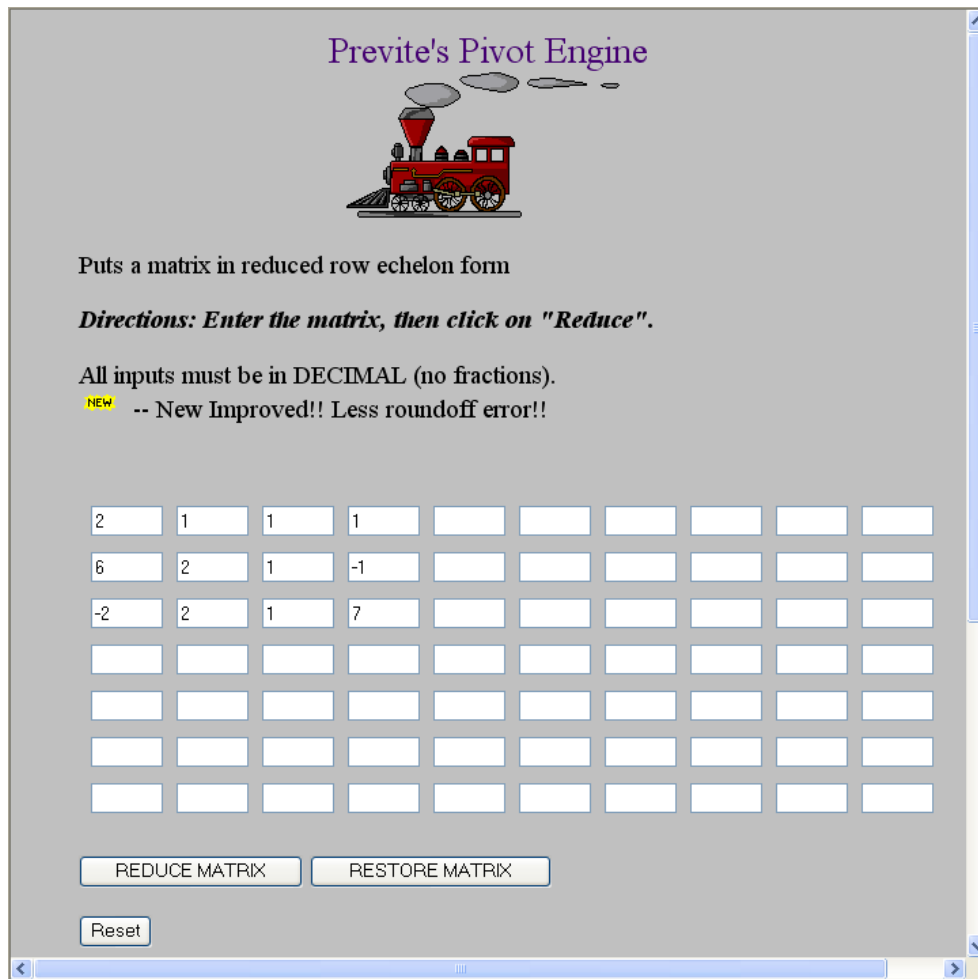 Previte's Pivot Engine
Puts a matrix in reduced row echelon form
Directions: Enter the matrix, then click on "Reduce".
All inputs must be in DECIMAL (no fractions).
NEW -- New Improved!! Less roundoff error!!
2 1 1 1
6 2 1 -1
-2 2 1 7
REDUCE MATRIX RESTORE MATRIX
Reset